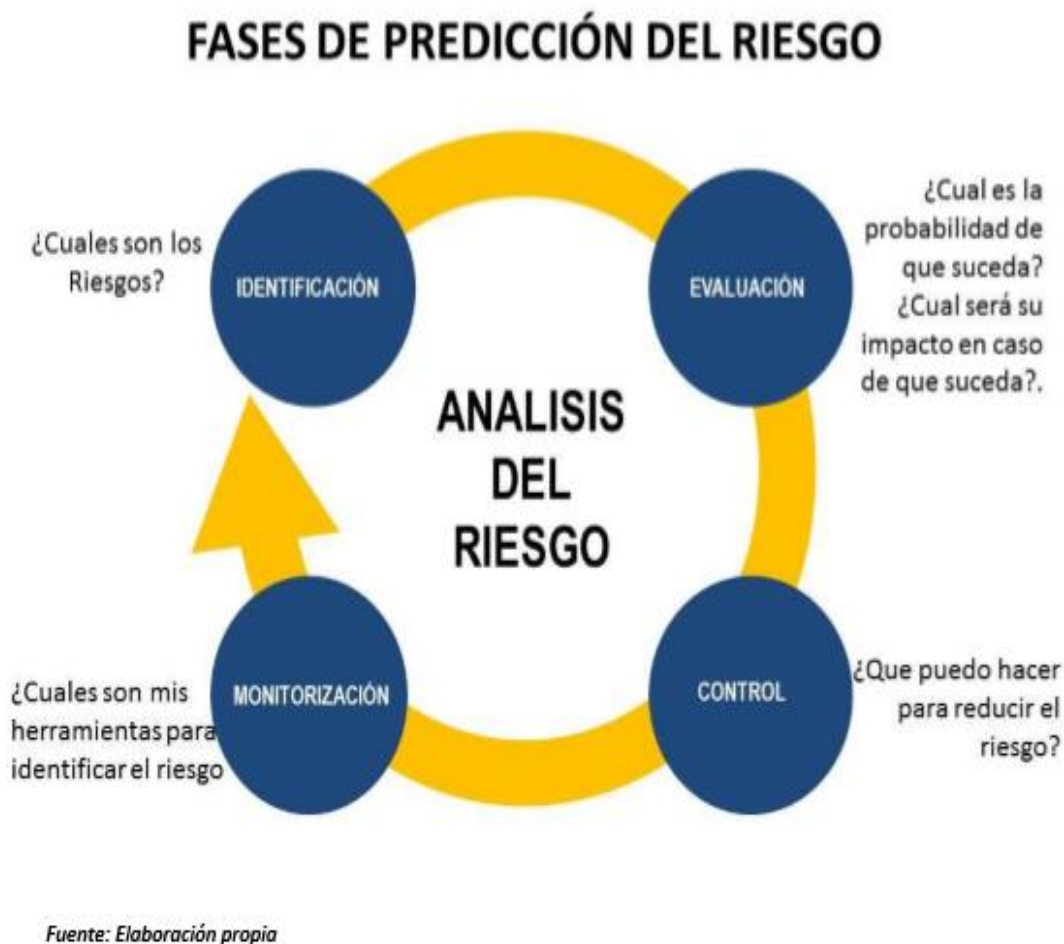 FASES DE PREDICCIÓN DEL RIESGO
¿Cuales son los
Riesgos?
IDENTIFICACIÓN
EVALUACIÓN
¿Cual es la
probabilidad de
que suceda?
¿Cual será su
impacto en caso
de que suceda?.
ANALISIS
DEL
RIESGO
¿Cuales son mis
herramientas para
identificar el riesgo
MONITORIZACIÓN
CONTROL
¿Que puedo hacer
para reducir el
riesgo?
Fuente: Elaboración propia